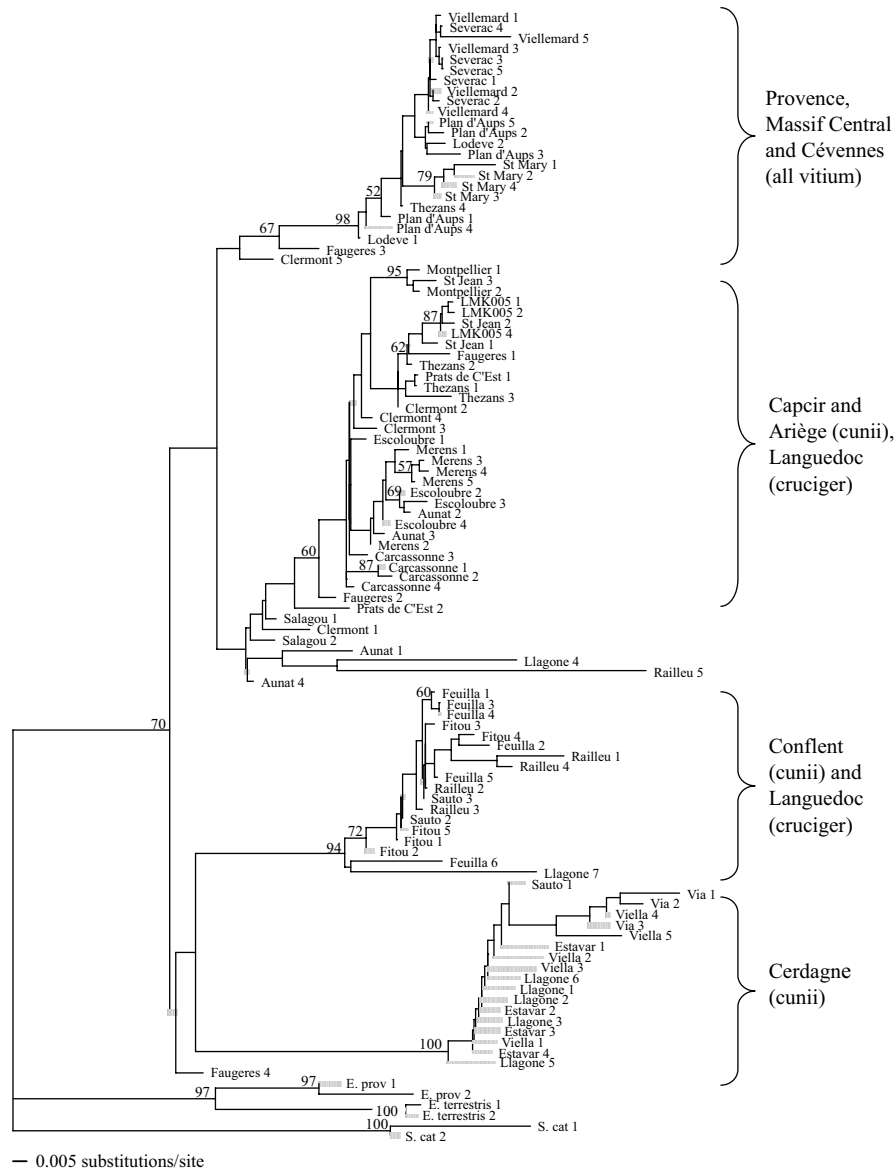 Viellemard 1
Severac 4
Viellemard 5
Viellemard 3
Severac 3
Severac 5
Severac 1
Viellemard 2
Severac 2
Viellemard 4
Plan d'Aups 5
Plan d'Aups 2
Lodeve 2
Plan d'Aups 3
St Mary 1
79
St Mary 2
St Mary 4
St Mary 3
52
Thezans 4
Plan d'Aups 1
98
Plan d'Aups 4
67
Lodeve 1
Faugeres 3
Clermont 5
Provence,
Massif Central
and Cévennes
(all vitium)
95
Montpellier 1
St Jean 3
Montpellier 2
LMK005 1
LMK005 2
87
St Jean 2
LMK005 4
St Jean 1
62
Faugeres 1
Thezans 2
Prats de C'Est 1
Thezans 1
Thezans 3
Clermont 2
Clermont 4
Clermont 3
Escoloubre 1
Merens 1
Merens 3
57
Merens 4
Merens 5
69
Escoloubre 2
Escoloubre 3
Aunat 2
Escoloubre 4
Aunat 3
Merens 2
60
Carcassonne 3
87
Carcassonne 1
Carcassonne 2
Carcassonne 4
Faugeres 2
Prats de C'Est 2
Salagou 1
Clermont 1
Salagou 2
Aunat 1
Llagone 4
Railleu 5
Aunat 4
Capcir and
Ariège (cunii),
Languedoc
(cruciger)
70
60
Feuilla 1
Feuilla 3
Feuilla 4
Fitou 3
Fitou 4
Feuilla 2
Railleu 1
Railleu 4
Feuilla 5
Railleu 2
Sauto 3
Railleu 3
Sauto 2
72
Fitou 5
Fitou 1
94
Fitou 2
Feuilla 6
Llagone 7
Conflent
(cunii) and
Languedoc
(cruciger)
Sauto 1
Via 1
Via 2
Viella 4
Via 3
Viella 5
Estavar 1
Viella 2
Viella 3
Llagone 6
Llagone 1
Llagone 2
Estavar 2
Llagone 3
Estavar 3
100
Viella 1
Estavar 4
Llagone 5
Cerdagne
(cunii)
Faugeres 4
97
97
E. prov 1
E. prov 2
100
E. terrestris 1
E. terrestris 2
100
S. cat 1
S. cat 2
0.005 substitutions/site